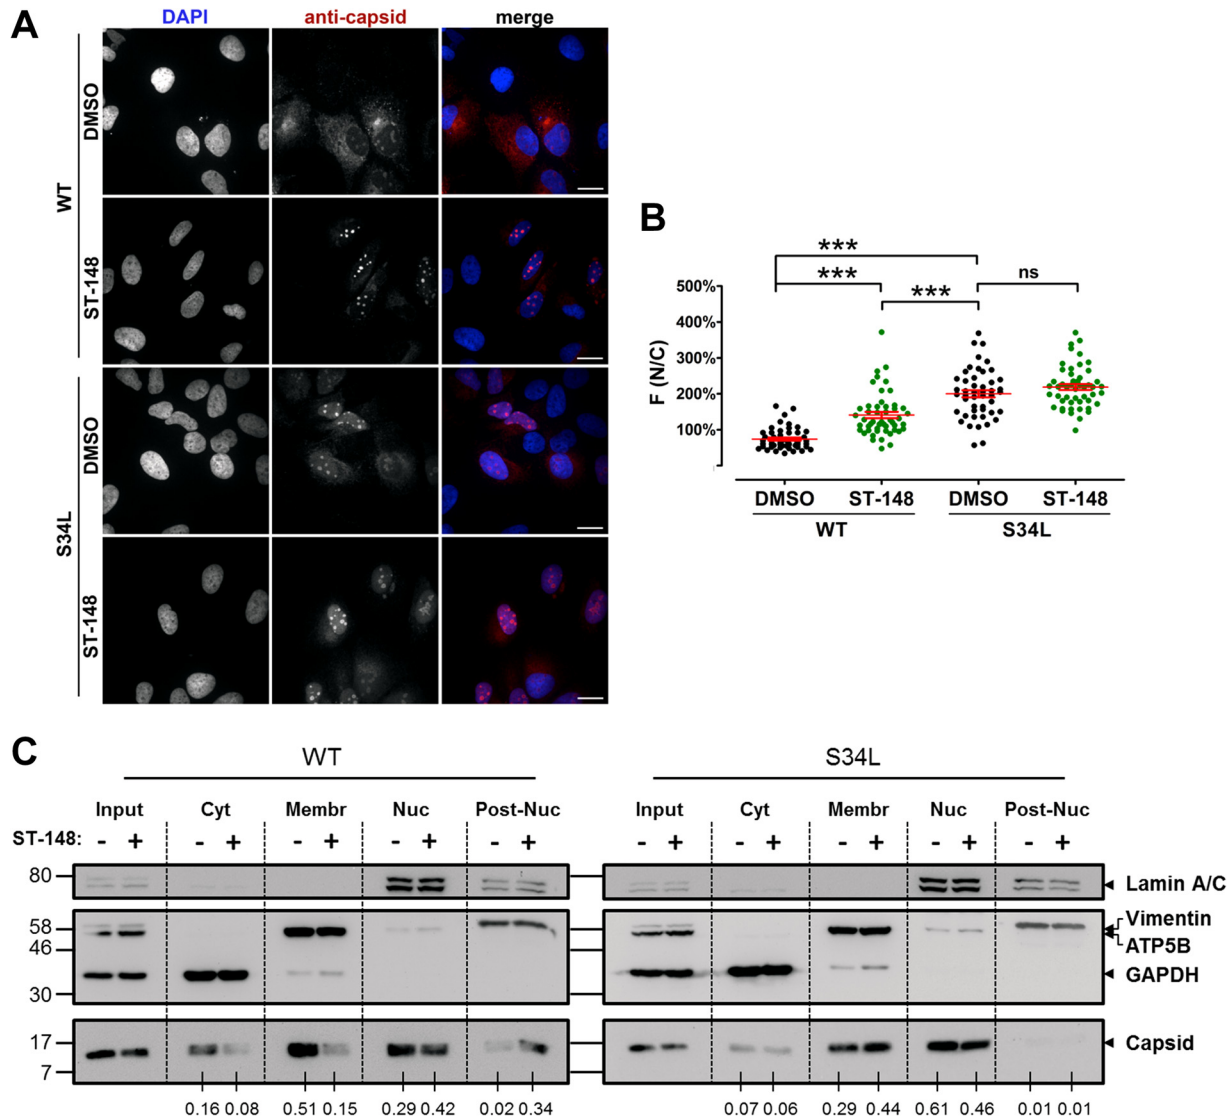 A
DAPI anti-capsid merge
WT
DMSO
ST-148
S34L
DMSO
ST-148
B
*** 
*** *** ns
500%
400%
300%
200%
100%
F (N/C)
DMSO ST-148 DMSO ST-148
WT S34L
C
WT S34L
Input Cyt Membr Nuc Post-Nuc Input Cyt Membr Nuc Post-Nuc
ST-148: - + - + - + - + - + - + - + - + - + - +
80 Lamin A/C
58 Vimentin
46 ATP5B
GAPDH
30
17 Capsid
7
0.16 0.08 0.51 0.15 0.29 0.42 0.02 0.34 0.07 0.06 0.29 0.44 0.61 0.46 0.01 0.01